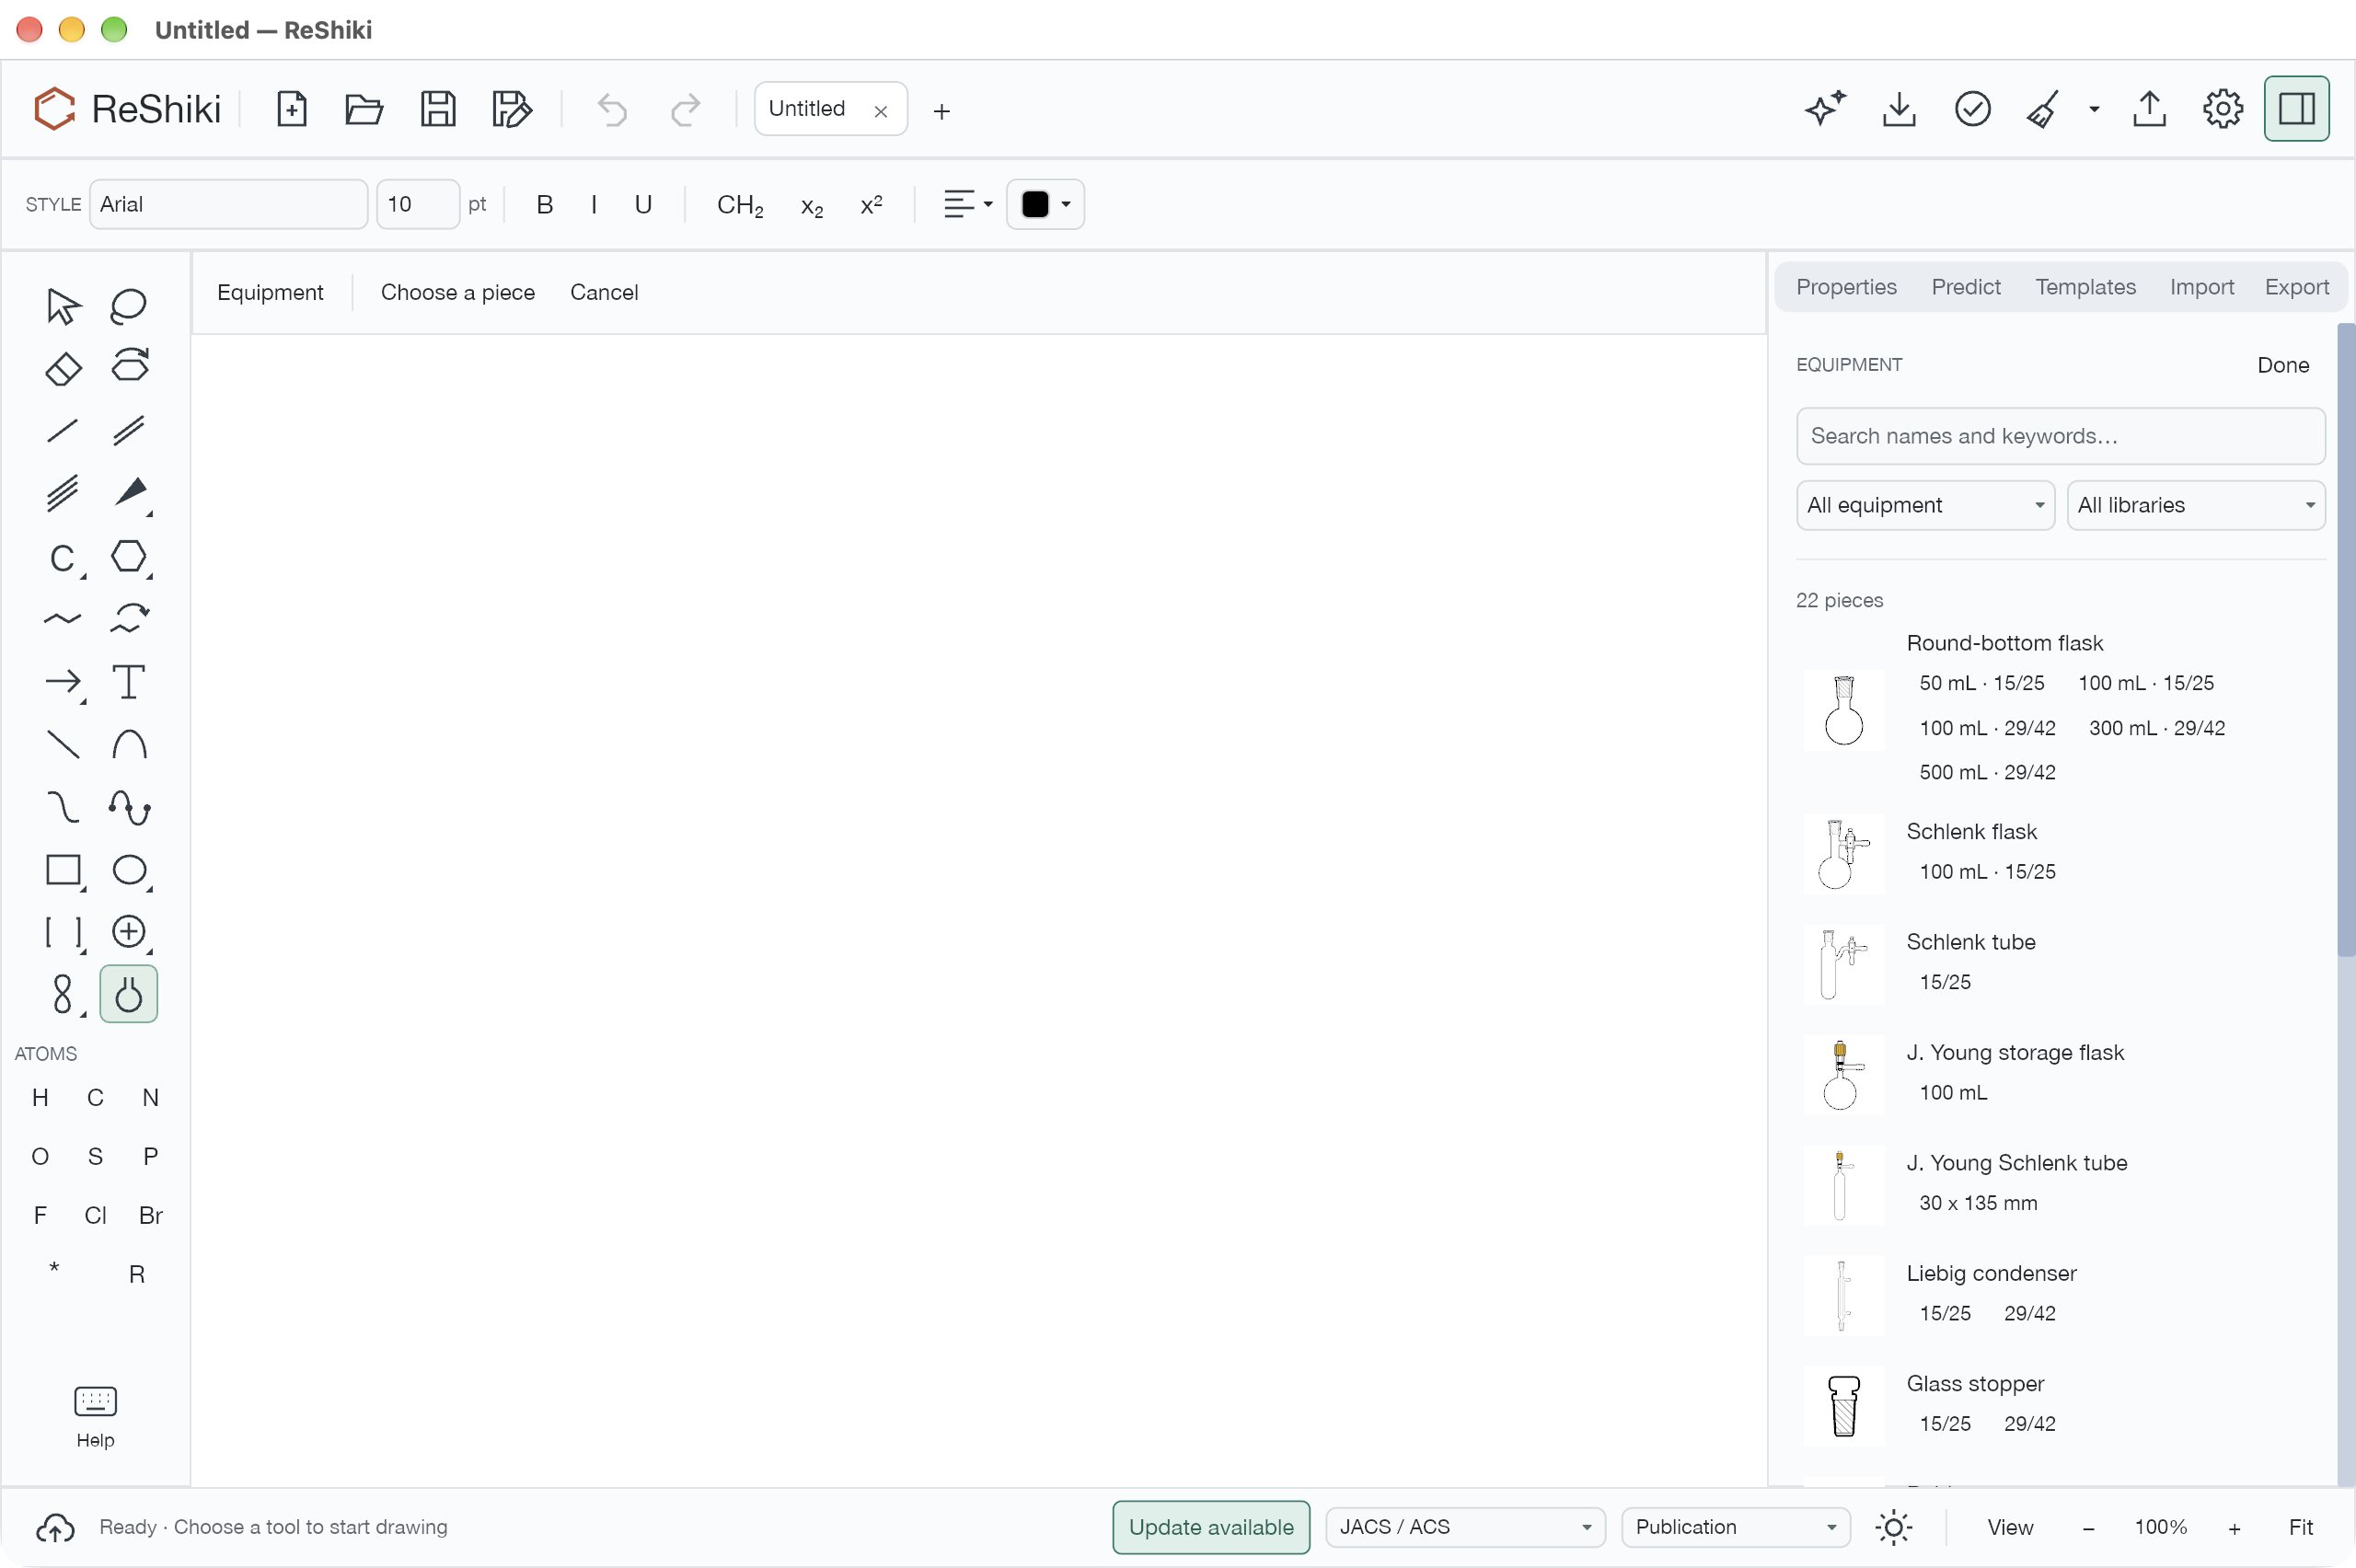 Untitled — ReShiki
ReShiki
Untitled × +
STYLE Arial 10 pt B I U CH₂ x₂ x²
Equipment Choose a piece Cancel
Properties Predict Templates Import Export
EQUIPMENT Done
Search names and keywords...
All equipment All libraries
22 pieces
Round-bottom flask
50 mL · 15/25 100 mL · 15/25
100 mL · 29/42 300 mL · 29/42
500 mL · 29/42
Schlenk flask
100 mL · 15/25
Schlenk tube
15/25
J. Young storage flask
100 mL
J. Young Schlenk tube
30 x 135 mm
Liebig condenser
15/25 29/42
Glass stopper
15/25 29/42
C
T
[ ]
ATOMS
H C N
O S P
F Cl Br
* R
Help
Ready · Choose a tool to start drawing
Update available JACS / ACS Publication View − 100% + Fit